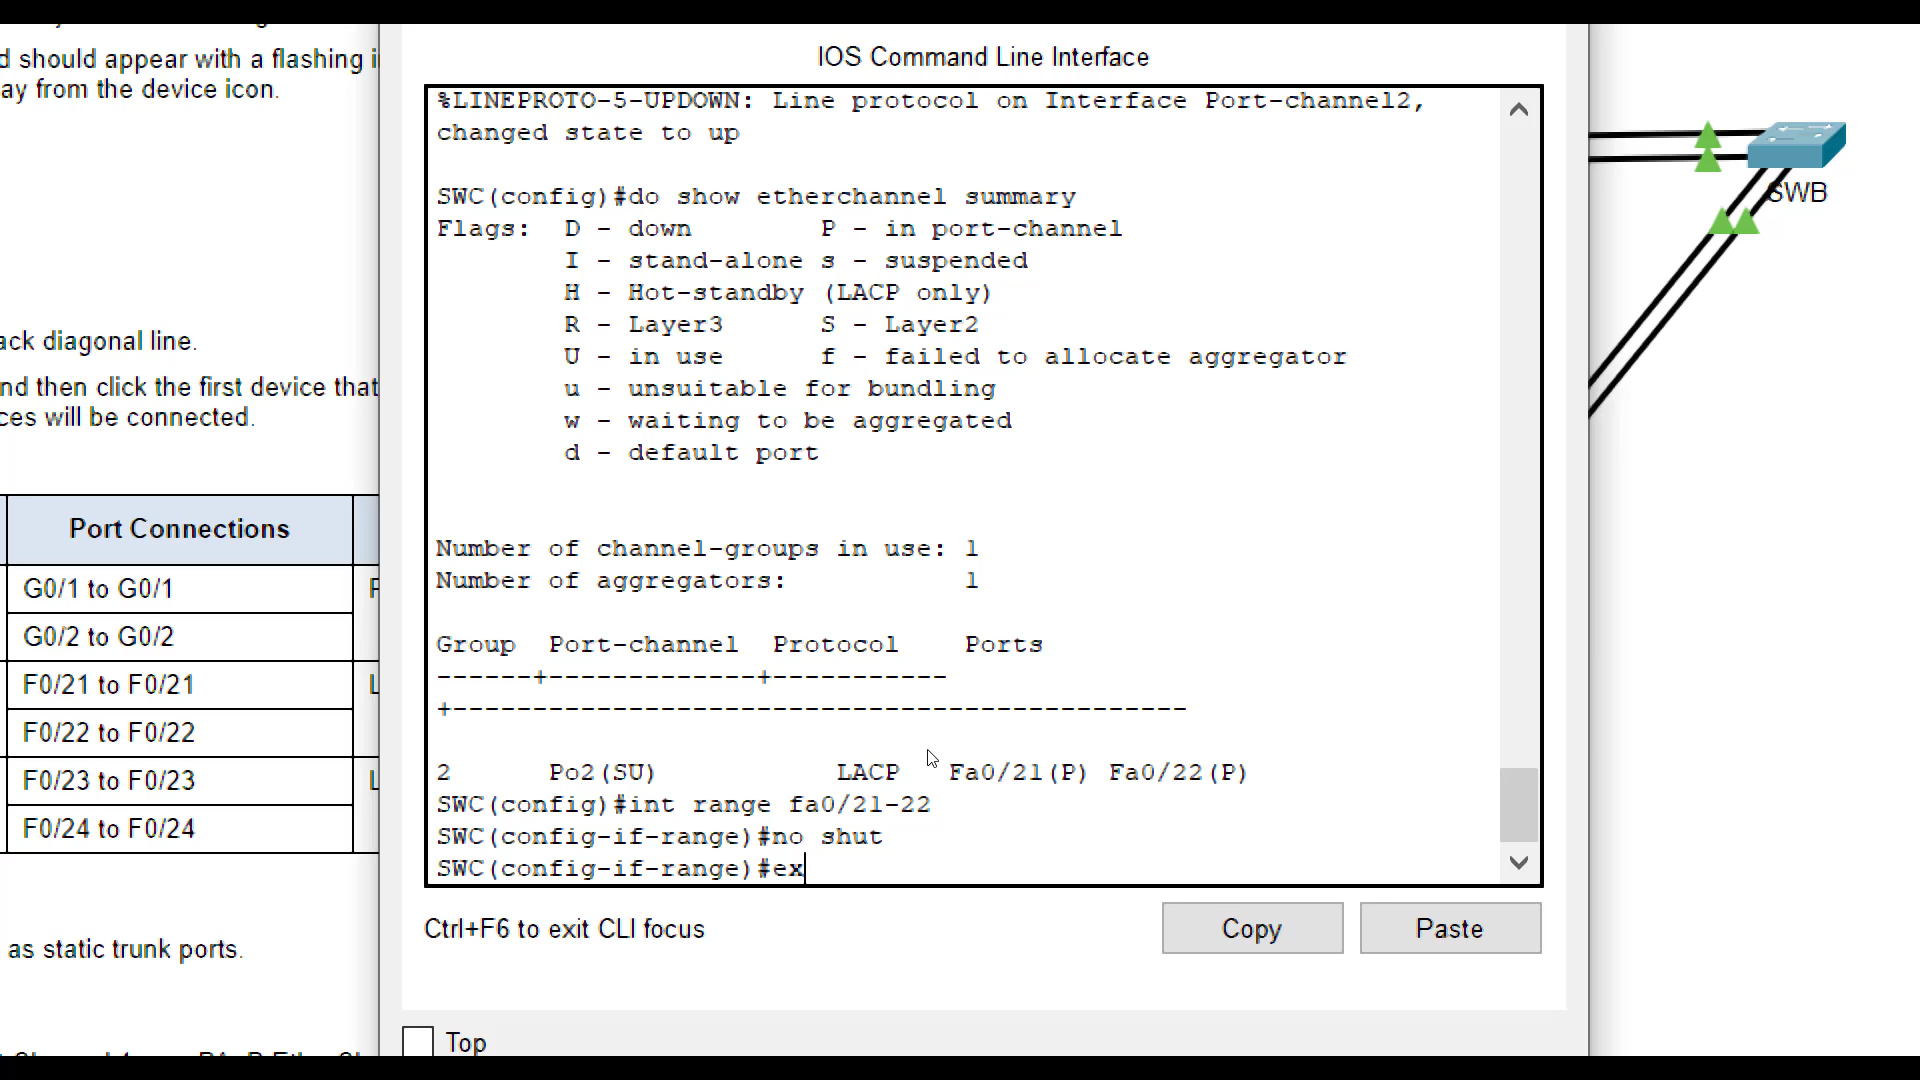 d should appear with a flashing i
ay from the device icon.
ack diagonal line.
nd then click the first device that
ces will be connected.
Port Connections
G0/1 to G0/1
G0/2 to G0/2
F0/21 to F0/21
F0/22 to F0/22
F0/23 to F0/23
F0/24 to F0/24
as static trunk ports.
IOS Command Line Interface
%LINEPROTO-5-UPDOWN: Line protocol on Interface Port-channel2,
changed state to up
SWC(config)#do show etherchannel summary
Flags:  D - down        P - in port-channel
I - stand-alone s - suspended
H - Hot-standby (LACP only)
R - Layer3      S - Layer2
U - in use      f - failed to allocate aggregator
u - unsuitable for bundling
w - waiting to be aggregated
d - default port
Number of channel-groups in use: 1
Number of aggregators:           1
Group  Port-channel  Protocol    Ports
------+-------------+-----------
+----------------------------------------------
2      Po2(SU)           LACP   Fa0/21(P) Fa0/22(P)
SWC(config)#int range fa0/21-22
SWC(config-if-range)#no shut
SWC(config-if-range)#ex
Ctrl+F6 to exit CLI focus
Copy
Paste
Top
SWB